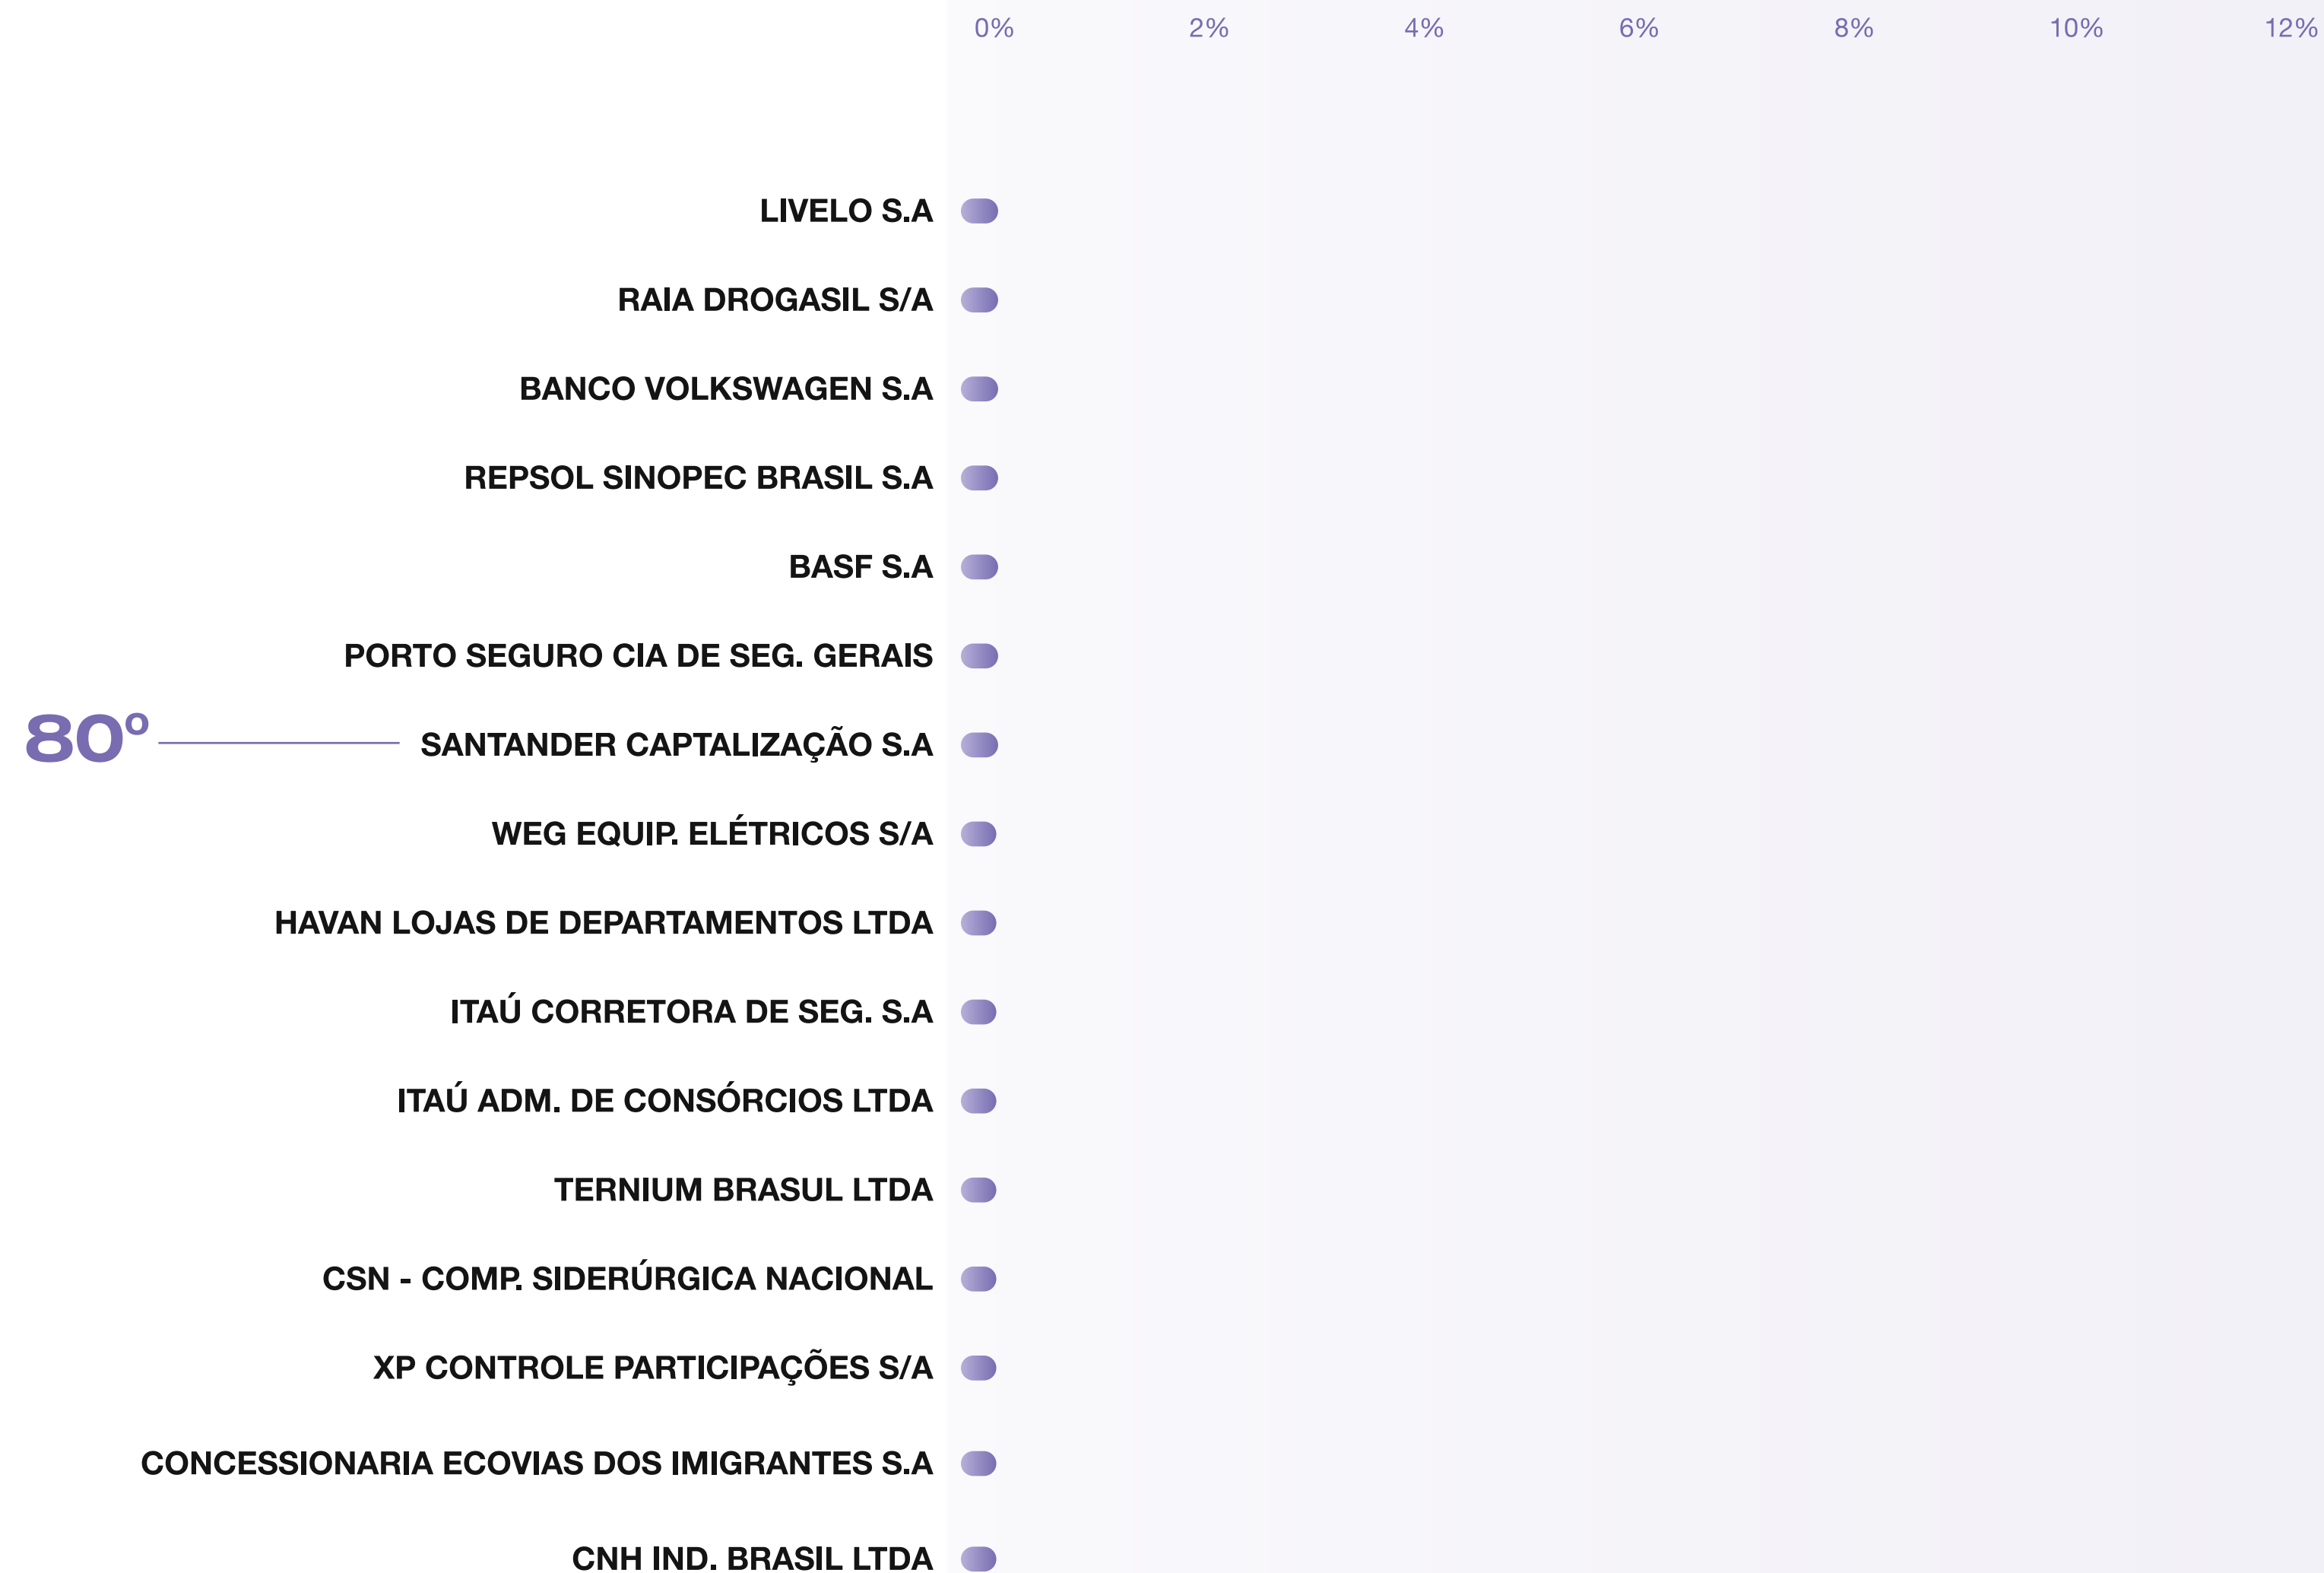 0% 2% 4% 6% 8% 10% 12%
LIVELO S.A
RAIA DROGASIL S/A
BANCO VOLKSWAGEN S.A
REPSOL SINOPEC BRASIL S.A
BASF S.A
PORTO SEGURO CIA DE SEG. GERAIS
80º SANTANDER CAPTALIZAÇÃO S.A
WEG EQUIP. ELÉTRICOS S/A
HAVAN LOJAS DE DEPARTAMENTOS LTDA
ITAÚ CORRETORA DE SEG. S.A
ITAÚ ADM. DE CONSÓRCIOS LTDA
TERNIUM BRASUL LTDA
CSN - COMP. SIDERÚRGICA NACIONAL
XP CONTROLE PARTICIPAÇÕES S/A
CONCESSIONARIA ECOVIAS DOS IMIGRANTES S.A
CNH IND. BRASIL LTDA